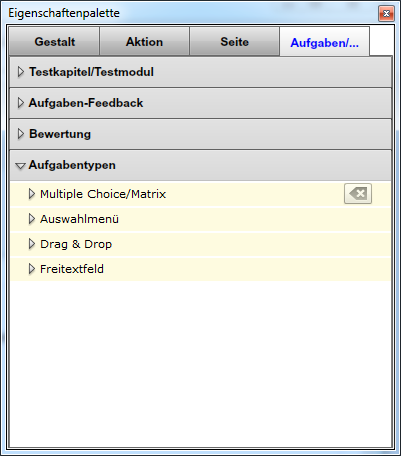 Eigenschaftenpalette
Gestalt Aktion Seite Aufgaben/...
Testkapitel/Testmodul
Aufgaben-Feedback
Bewertung
Aufgabentypen
Multiple Choice/Matrix
Auswahlmenü
Drag & Drop
Freitextfeld